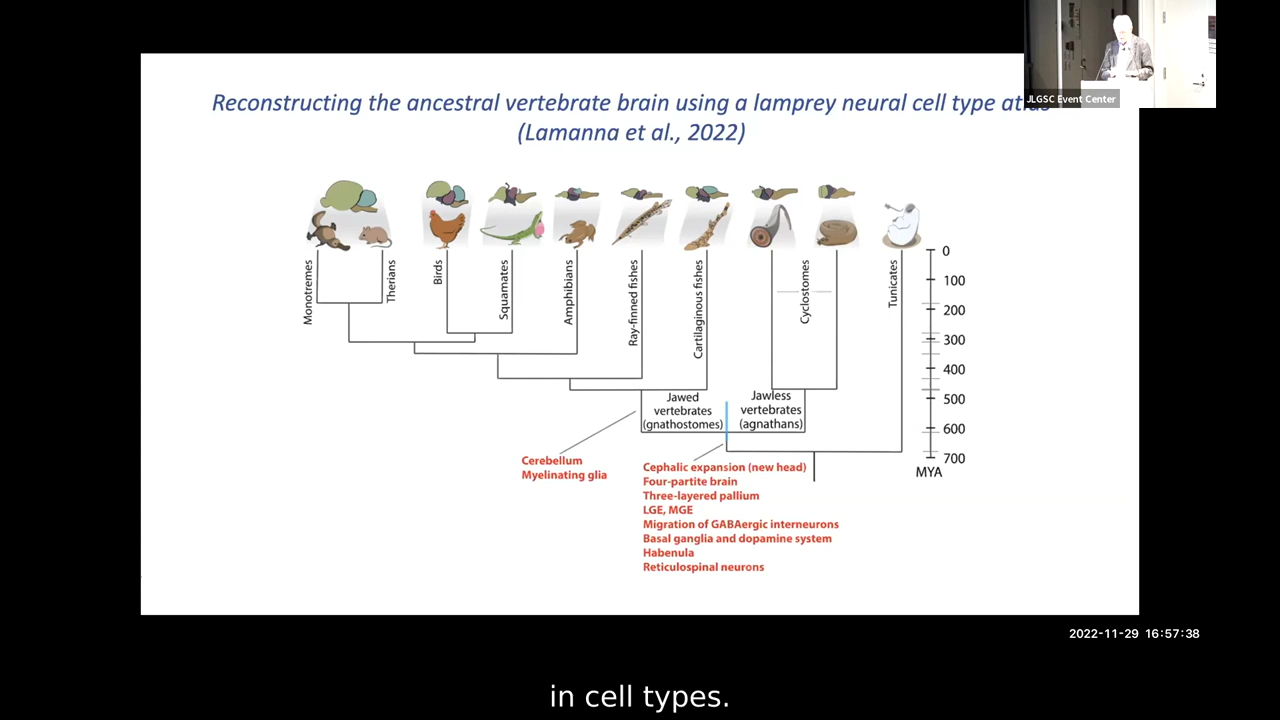 JLGSC Event Center
Reconstructing the ancestral vertebrate brain using a lamprey neural cell type atlas
(Lamanna et al., 2022)
Monotremes
Therians
Birds
Squamates
Amphibians
Ray-finned fishes
Cartilaginous fishes
Cyclostomes
Tunicates
0
100
200
300
400
500
600
700
MYA
Jawed
vertebrates
(gnathostomes)
Jawless
vertebrates
(agnathans)
Cerebellum
Myelinating glia
Cephalic expansion (new head)
Four-partite brain
Three-layered pallium
LGE, MGE
Migration of GABAergic interneurons
Basal ganglia and dopamine system
Habenula
Reticulospinal neurons
2022-11-29 16:57:38
in cell types.